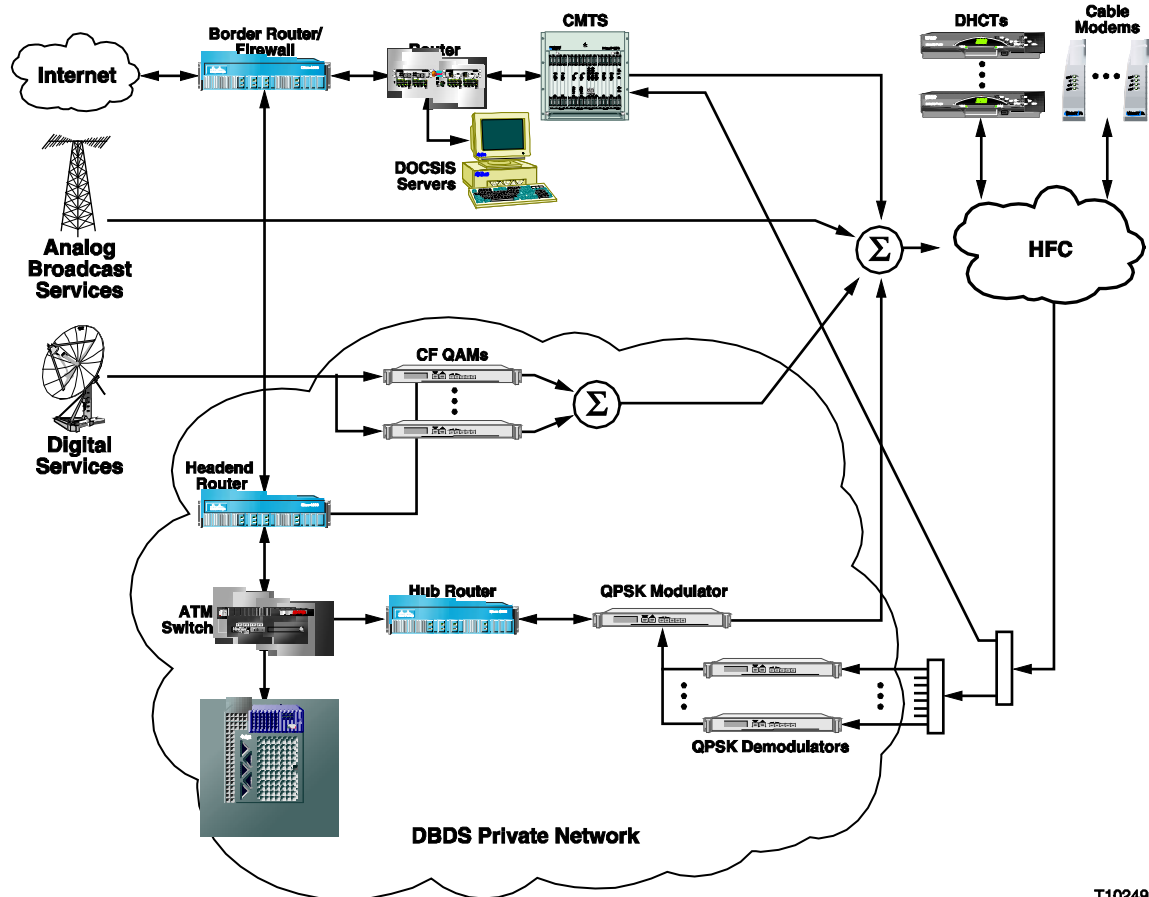 Internet
Border Router/
Firewall
Router
CMTS
DHCTs
Cable
Modems
DOCSIS
Servers
Analog
Broadcast
Services
Σ
HFC
CF QAMs
Σ
Digital
Services
Headend
Router
ATM
Switch
Hub Router
QPSK Modulator
QPSK Demodulators
DBDS Private Network
T10249